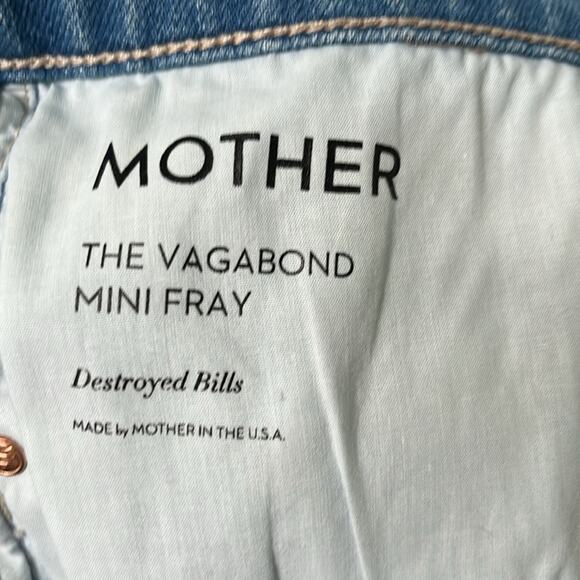 MOTHER
THE VAGABOND
MINI FRAY
Destroyed Bills
MADE by MOTHER IN THE U.S.A.